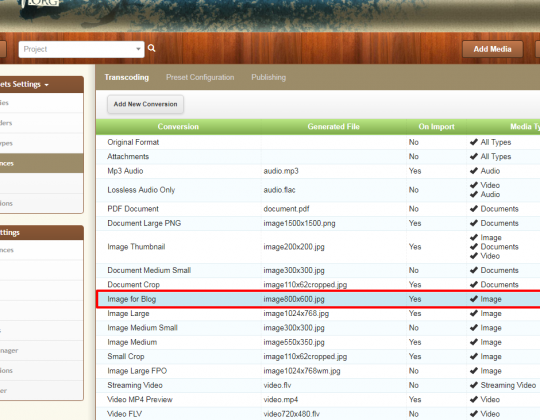 .ORG
Project
Add Media
ets Settings
Transcoding Preset Configuration Publishing
ies
Add New Conversion
ders
Conversion Generated File On Import Media Ty
ypes
Original Format No All Types
Attachments No All Types
nces
Mp3 Audio audio.mp3 Yes Audio
Lossless Audio Only audio.flac No Video
Audio
ions
PDF Document document.pdf No Documents
Document Large PNG image1500x1500.png Yes Documents
ttings
Image Thumbnail image200x200.jpg Yes Image
Documents
Video
nces
Document Medium Small image300x300.jpg No Documents
Document Crop image110x62cropped.jpg Yes Documents
Image for Blog image800x600.jpg Yes Image
Image Large image1024x768.jpg Yes Image
Image Medium Small image300x300.jpg No Image
s
Image Medium image550x350.jpg Yes Image
nager
Small Crop image110x62cropped.jpg Yes Image
ions
Image Large FPO image1024x768wm.jpg No Image
Streaming Video video.flv No Streaming Video
er
Video MP4 Preview video.mp4 Yes Video
Video FLV video720x480.flv No Video